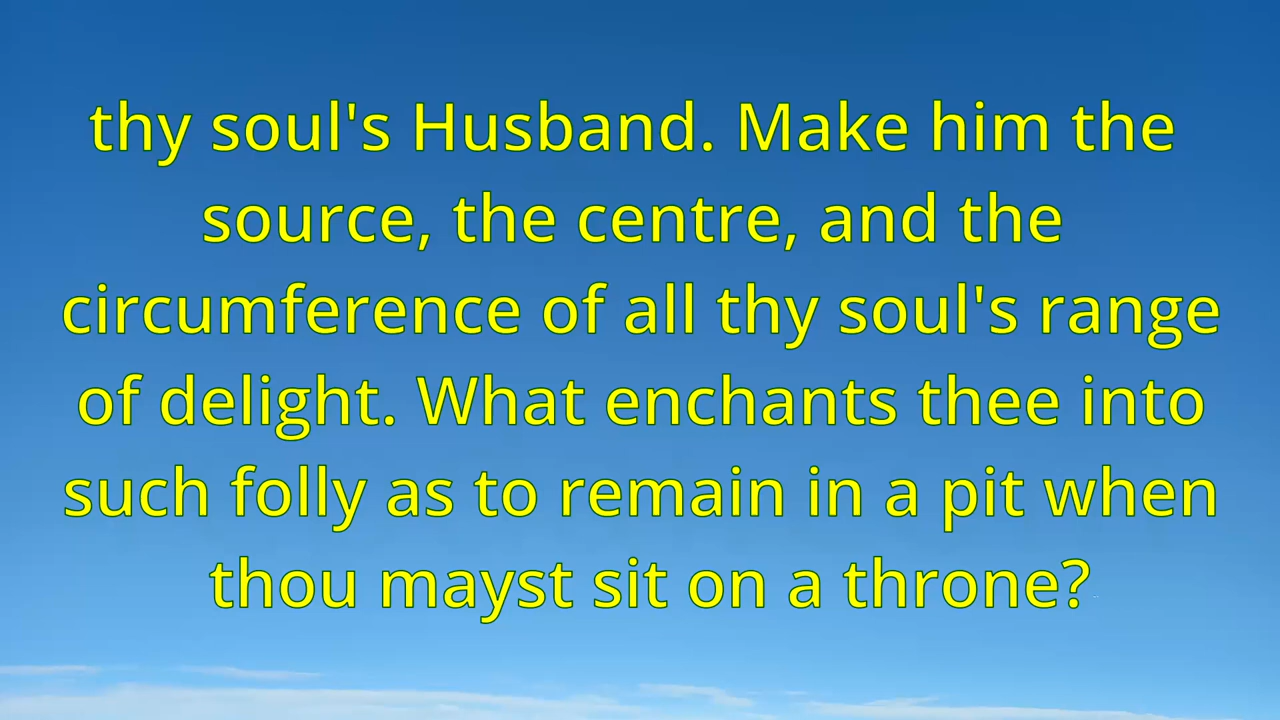 thy soul's Husband. Make him the
source, the centre, and the
circumference of all thy soul's range
of delight. What enchants thee into
such folly as to remain in a pit when
thou mayst sit on a throne?